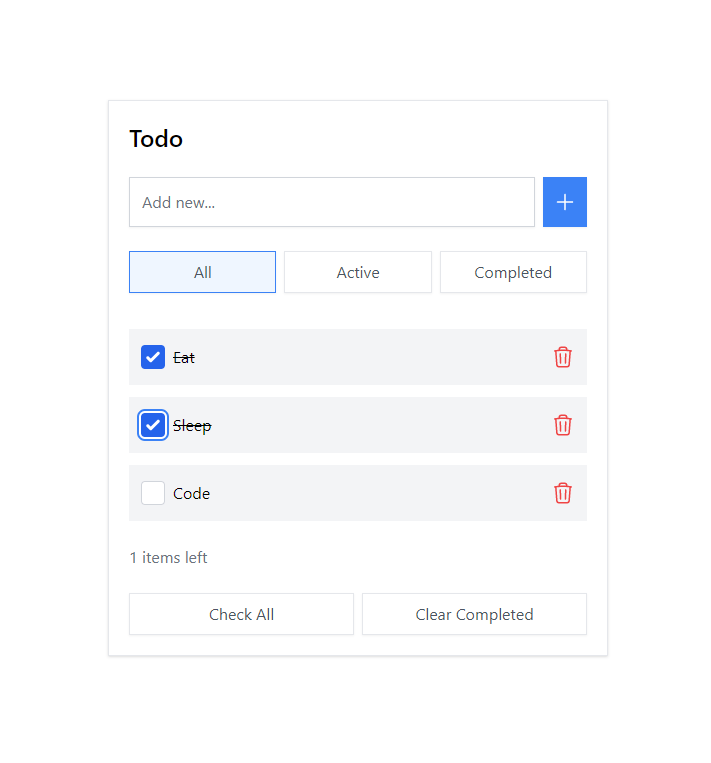 Todo
Add new...
All Active Completed
Eat
Sleep
Code
1 items left
Check All Clear Completed